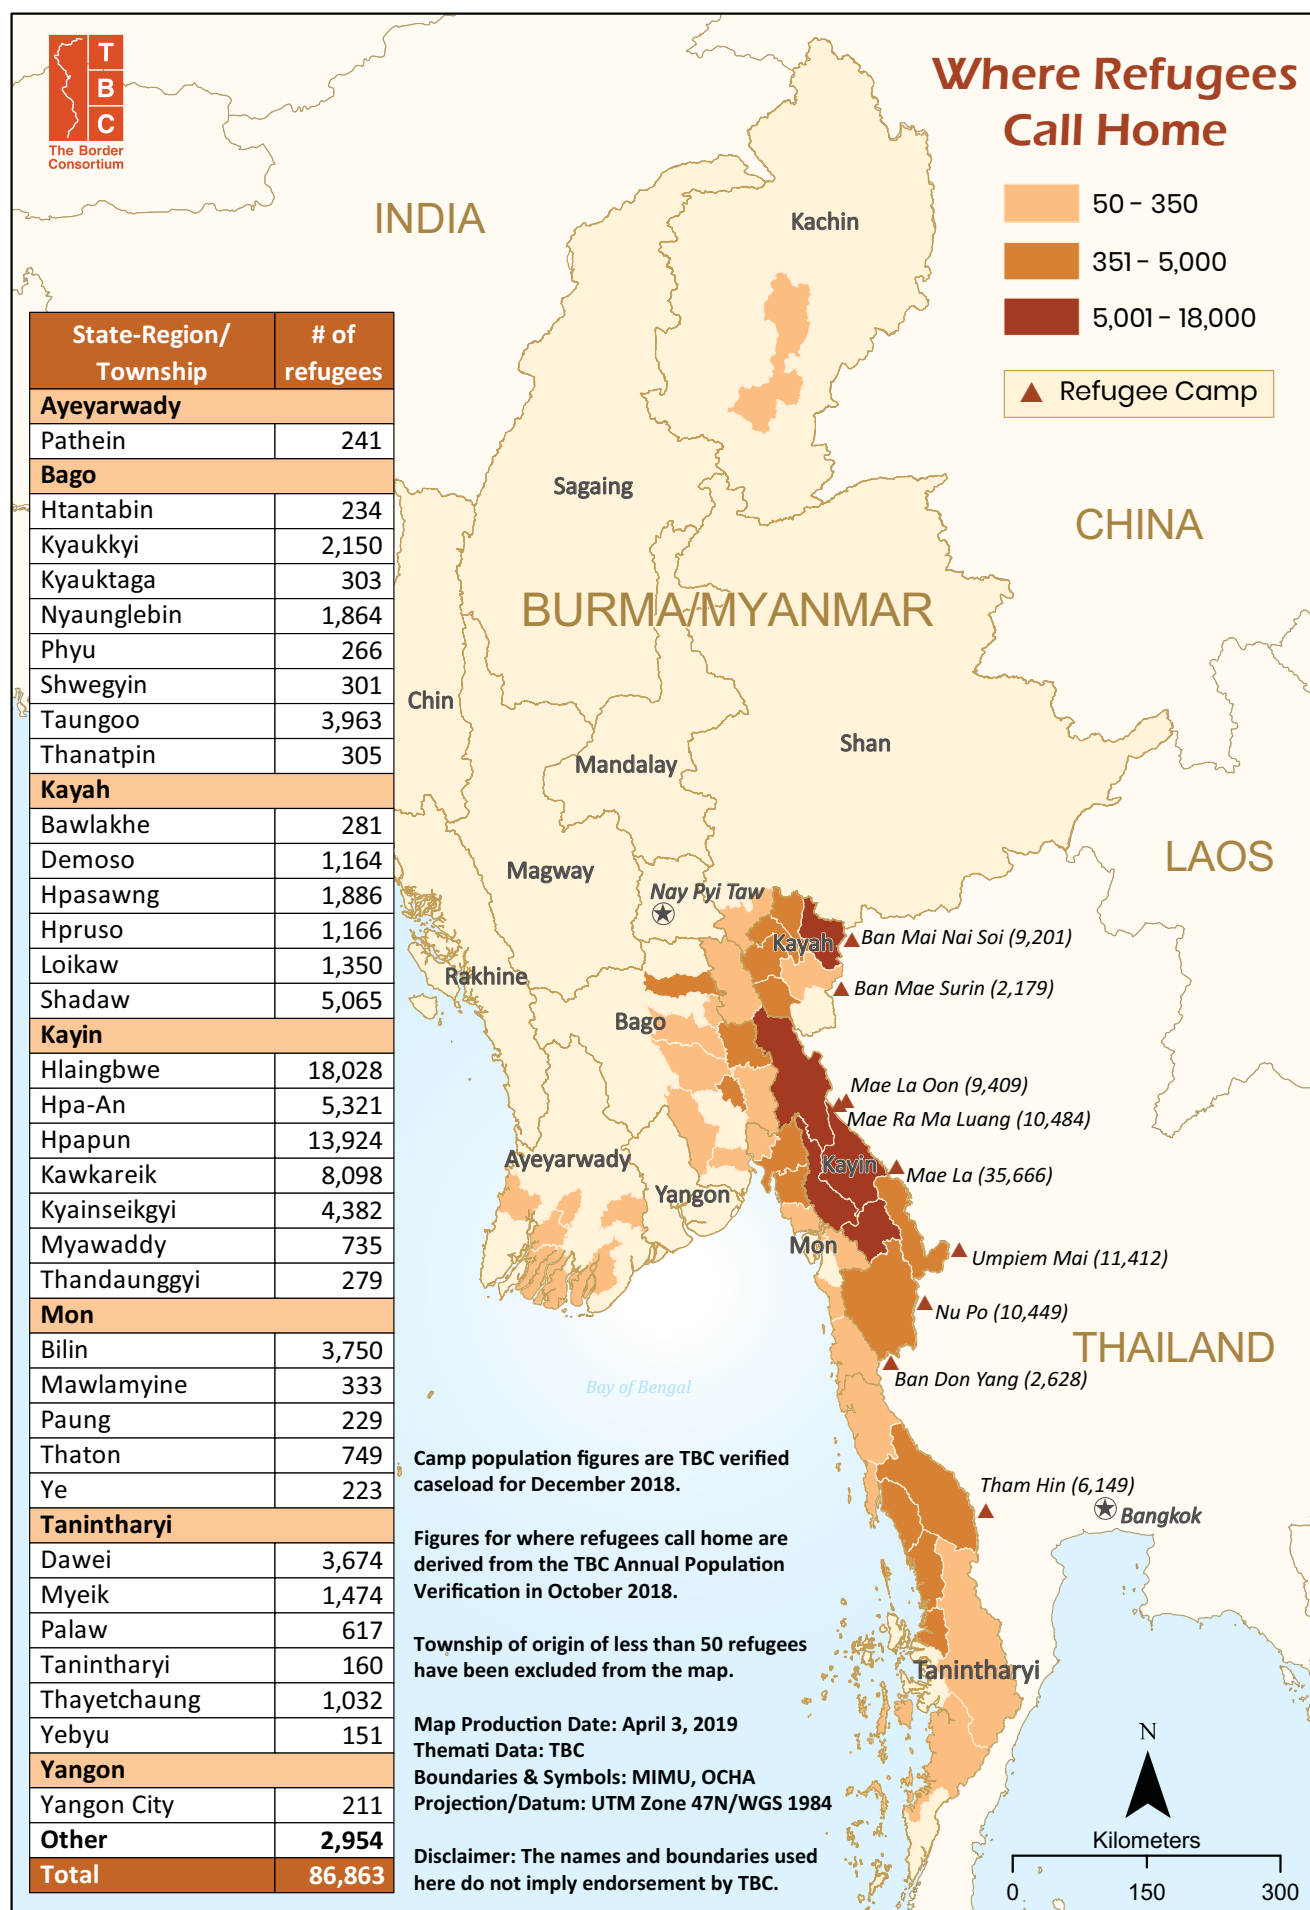 T
B
C
The Border
Consortium
Where Refugees
Call Home
50 – 350
351 – 5,000
5,001 – 18,000
Refugee Camp
INDIA
CHINA
BURMA/MYANMAR
LAOS
THAILAND
Kachin
Sagaing
Chin
Shan
Mandalay
Magway
Nay Pyi Taw
Kayah
Rakhine
Bago
Ayeyarwady
Yangon
Kayin
Mon
Tanintharyi
Bangkok
Bay of Bengal
Ban Mai Nai Soi (9,201)
Ban Mae Surin (2,179)
Mae La Oon (9,409)
Mae Ra Ma Luang (10,484)
Mae La (35,666)
Umpiem Mai (11,412)
Nu Po (10,449)
Ban Don Yang (2,628)
Tham Hin (6,149)
State-Region/ # of
Township refugees
Ayeyarwady
Pathein 241
Bago
Htantabin 234
Kyaukkyi 2,150
Kyauktaga 303
Nyaunglebin 1,864
Phyu 266
Shwegyin 301
Taungoo 3,963
Thanatpin 305
Kayah
Bawlakhe 281
Demoso 1,164
Hpasawng 1,886
Hpruso 1,166
Loikaw 1,350
Shadaw 5,065
Kayin
Hlaingbwe 18,028
Hpa-An 5,321
Hpapun 13,924
Kawkareik 8,098
Kyainseikgyi 4,382
Myawaddy 735
Thandaunggyi 279
Mon
Bilin 3,750
Mawlamyine 333
Paung 229
Thaton 749
Ye 223
Tanintharyi
Dawei 3,674
Myeik 1,474
Palaw 617
Tanintharyi 160
Thayetchaung 1,032
Yebyu 151
Yangon
Yangon City 211
Other 2,954
Total 86,863
Camp population figures are TBC verified
caseload for December 2018.
Figures for where refugees call home are
derived from the TBC Annual Population
Verification in October 2018.
Township of origin of less than 50 refugees
have been excluded from the map.
Map Production Date: April 3, 2019
Themati Data: TBC
Boundaries & Symbols: MIMU, OCHA
Projection/Datum: UTM Zone 47N/WGS 1984
Disclaimer: The names and boundaries used
here do not imply endorsement by TBC.
N
Kilometers
0 150 300